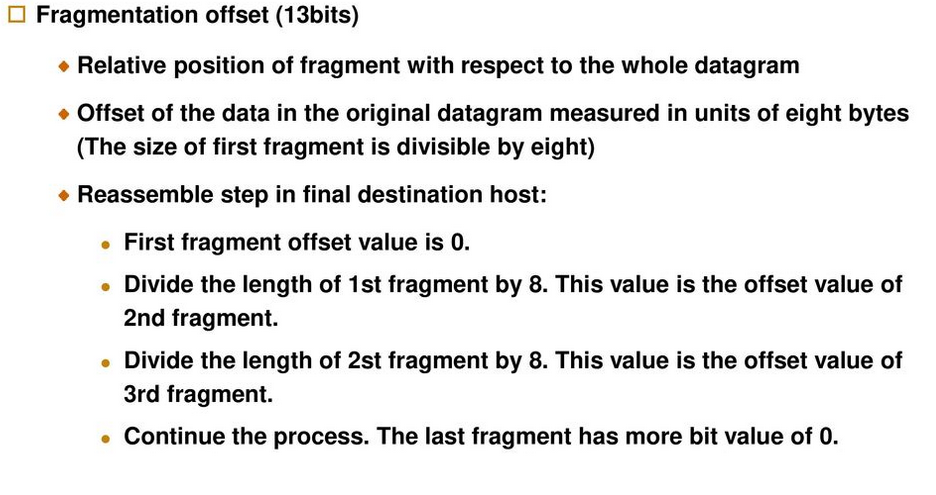 Fragmentation offset (13bits)
Relative position of fragment with respect to the whole datagram
Offset of the data in the original datagram measured in units of eight bytes
(The size of first fragment is divisible by eight)
Reassemble step in final destination host:
First fragment offset value is 0.
Divide the length of 1st fragment by 8. This value is the offset value of
2nd fragment.
Divide the length of 2st fragment by 8. This value is the offset value of
3rd fragment.
Continue the process. The last fragment has more bit value of 0.